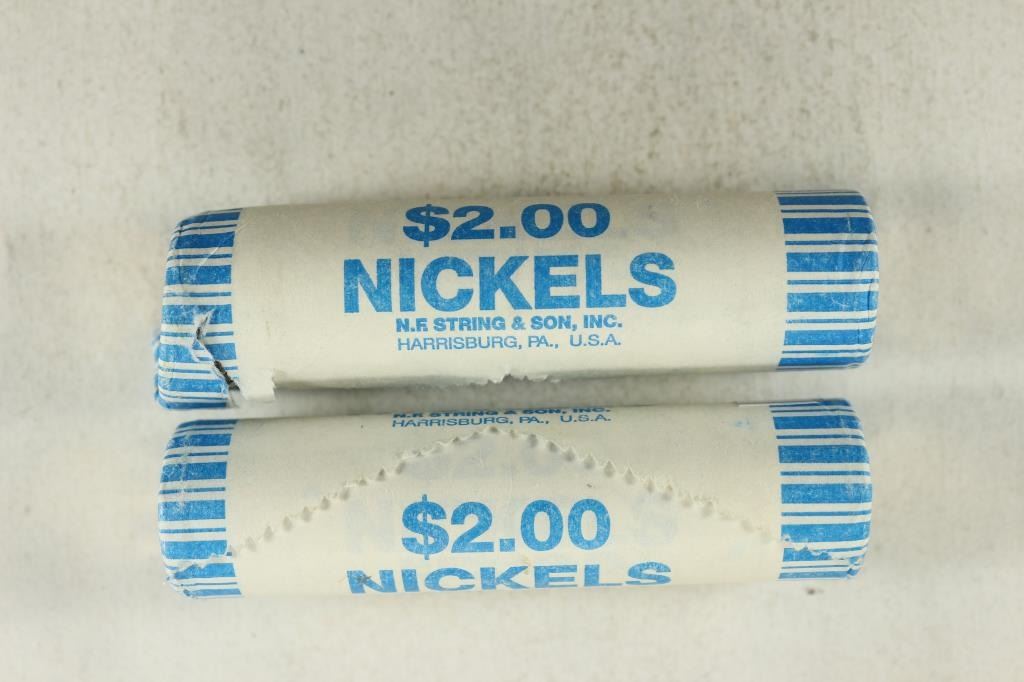 $2.00
NICKELS
N.F. STRING & SON, INC.
HARRISBURG, PA., U.S.A.
N.F. STRING & SON, INC.
HARRISBURG, PA., U.S.A.
$2.00
NICKELS